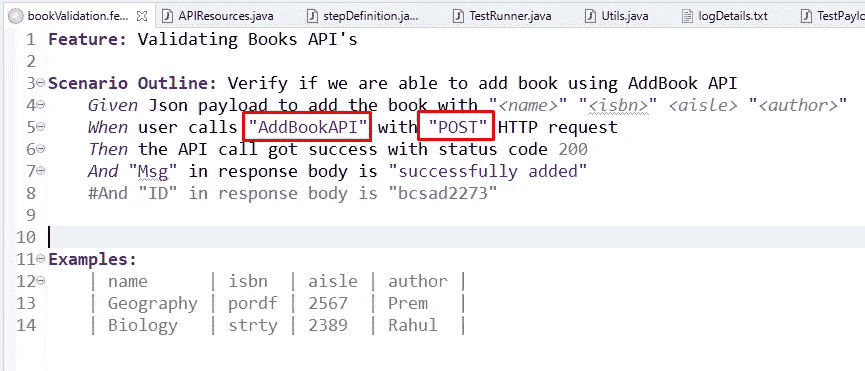 bookValidation.fe... APIResources.java stepDefinition.ja... TestRunner.java Utils.java logDetails.txt TestPaylo
1 Feature: Validating Books API's
2
3 Scenario Outline: Verify if we are able to add book using AddBook API
4 Given Json payload to add the book with "<name>" "<isbn>" <aisle> "<author>"
5 When user calls "AddBookAPI" with "POST" HTTP request
6 Then the API call got success with status code 200
7 And "Msg" in response body is "successfully added"
8 #And "ID" in response body is "bcsad2273"
9
10
11 Examples:
12 | name | isbn | aisle | author |
13 | Geography | pordf | 2567 | Prem |
14 | Biology | strty | 2389 | Rahul |